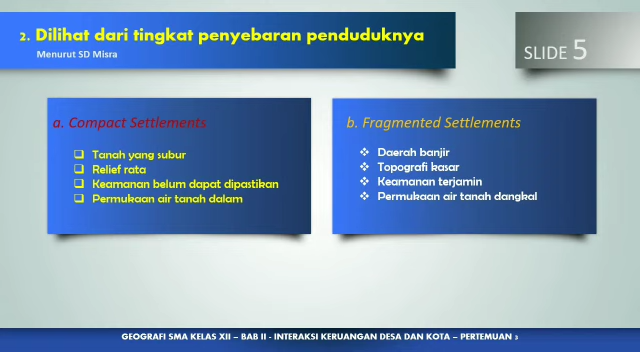 2. Dilihat dari tingkat penyebaran penduduknya
Menurut SD Misra
SLIDE 5
a. Compact Settlements
Tanah yang subur
Relief rata
Keamanan belum dapat dipastikan
Permukaan air tanah dalam
b. Fragmented Settlements
Daerah banjir
Topografi kasar
Keamanan terjamin
Permukaan air tanah dangkal
GEOGRAFI SMA KELAS XII – BAB II - INTERAKSI KERUANGAN DESA DAN KOTA – PERTEMUAN 3